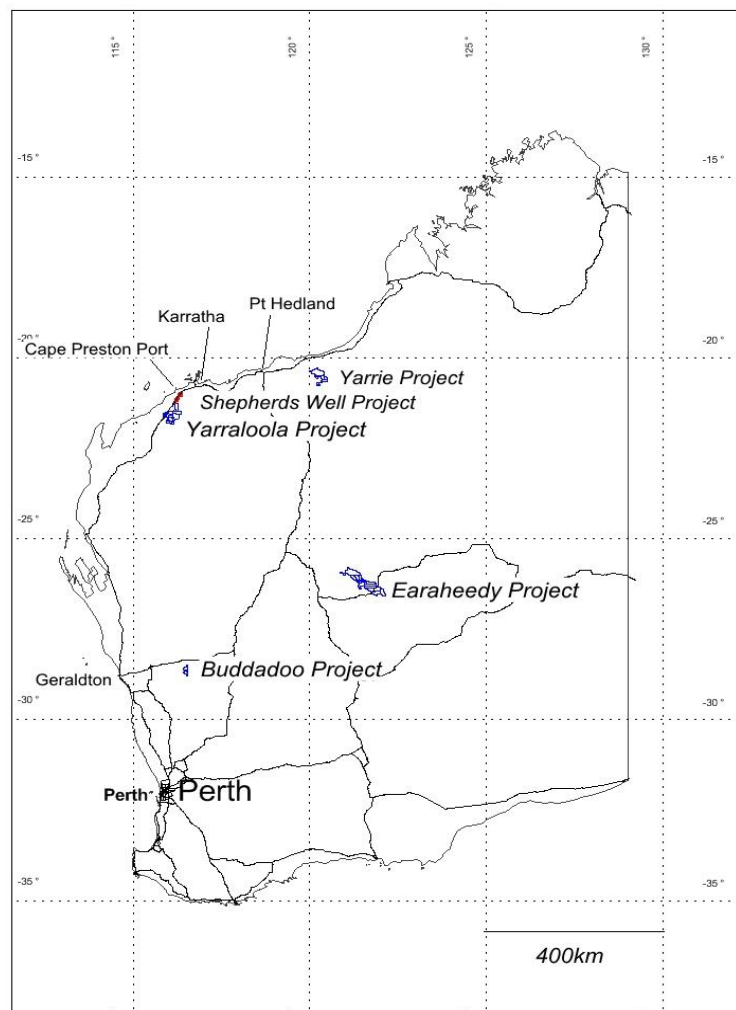 115°
120°
125°
130°
-15°
-15°
Pt Hedland
Karratha
-20°
-20°
Cape Preston Port
Yarrie Project
Shepherds Well Project
Yarraloola Project
-25°
-25°
Earaheedy Project
Buddadoo Project
Geraldton
-30°
-30°
Perth
Perth
-35°
-35°
400km